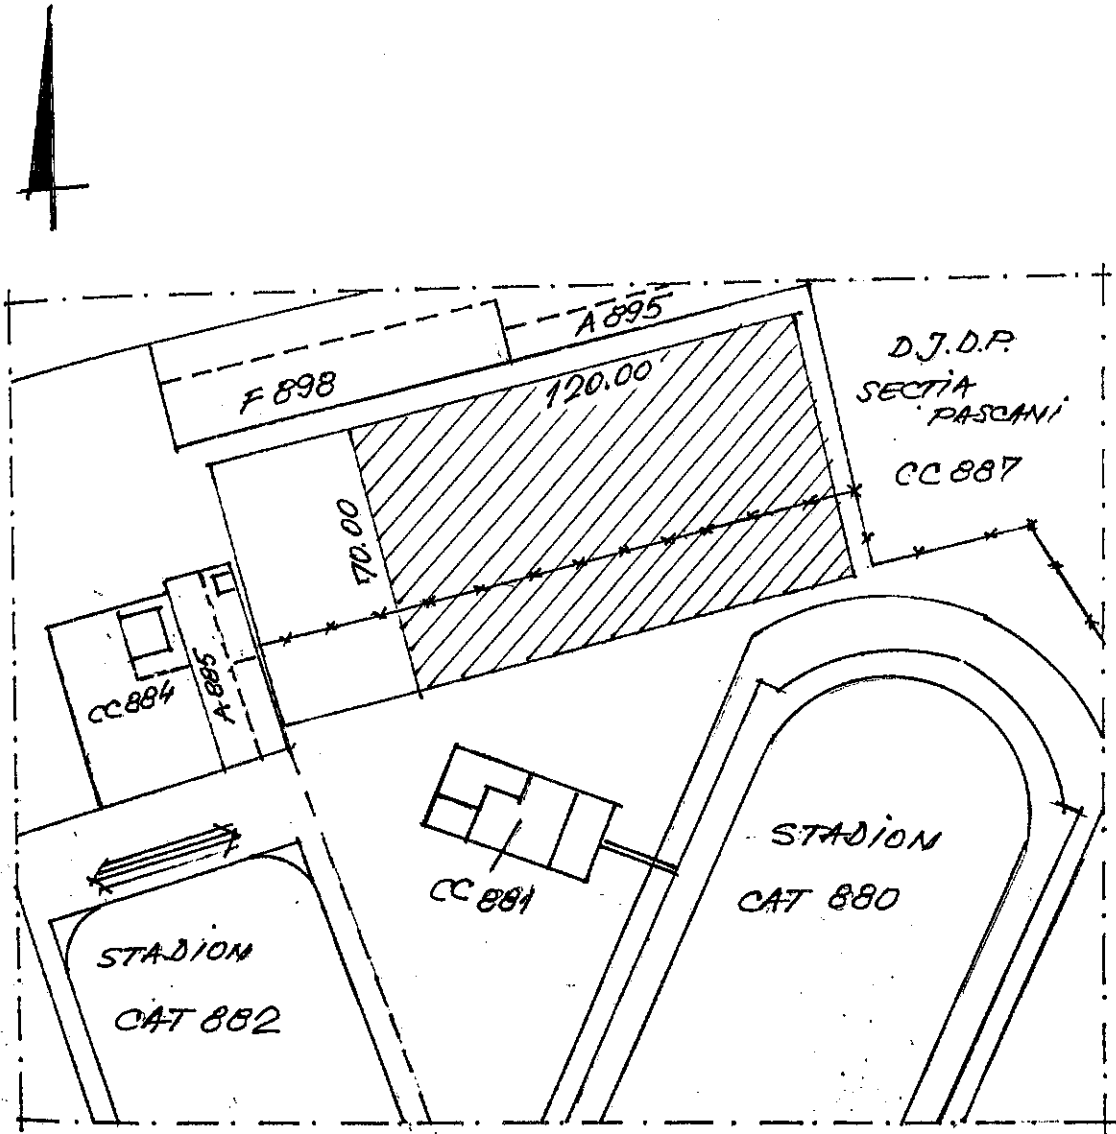 A 895
F 898
120.00
D.J.D.P.
SECTIA
PASCANI
CC 887
70.00
CC 884
A 885
CC 881
STADION
CAT 880
STADION
CAT 882